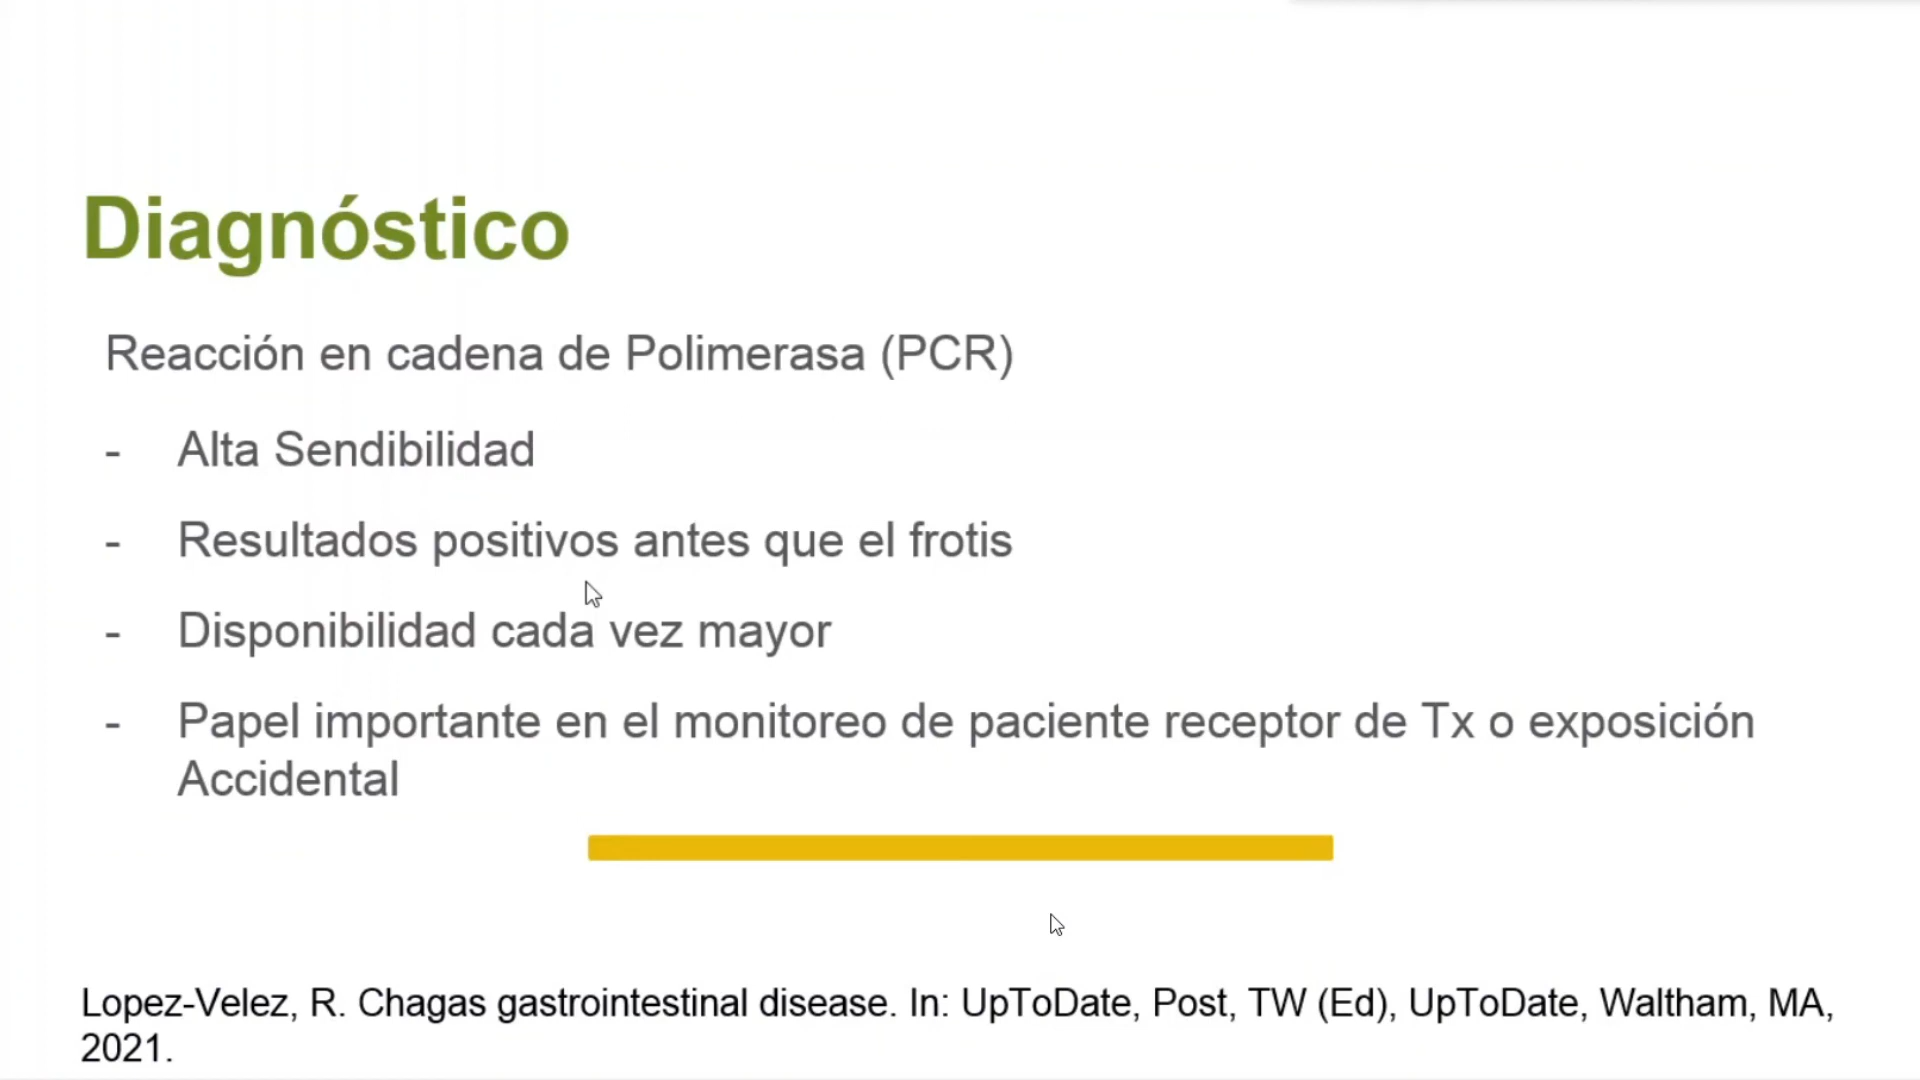 Diagnóstico
Reacción en cadena de Polimerasa (PCR)
- Alta Sendibilidad
- Resultados positivos antes que el frotis
- Disponibilidad cada vez mayor
- Papel importante en el monitoreo de paciente receptor de Tx o exposición
Accidental
Lopez-Velez, R. Chagas gastrointestinal disease. In: UpToDate, Post, TW (Ed), UpToDate, Waltham, MA,
2021.